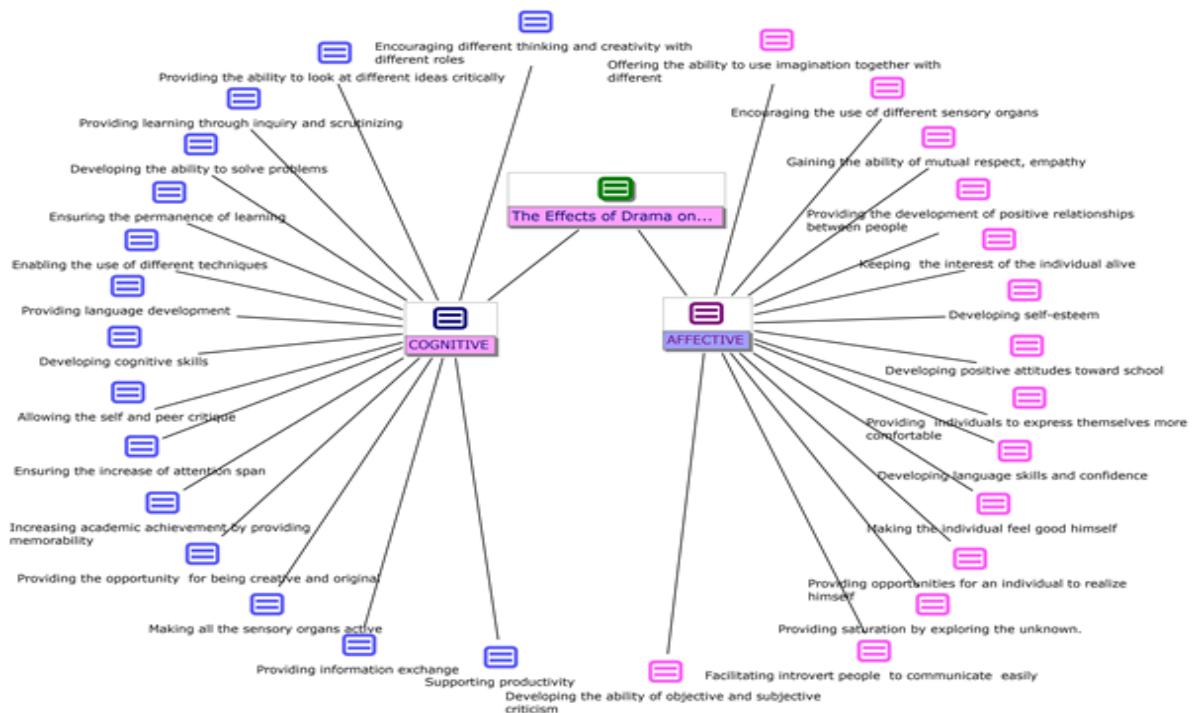 Encouraging different thinking and creativity with
different roles
Providing the ability to look at different ideas critically
Providing learning through inquiry and scrutinizing
Developing the ability to solve problems
Ensuring the permanence of learning
Enabling the use of different techniques
Providing language development
Developing cognitive skills
Allowing the self and peer critique
Ensuring the increase of attention span
Increasing academic achievement by providing
memorability
Providing the opportunity for being creative and original
Making all the sensory organs active
Providing information exchange
Supporting productivity
The Effects of Drama on...
COGNITIVE
AFFECTIVE
Offering the ability to use imagination together with
different
Encouraging the use of different sensory organs
Gaining the ability of mutual respect, empathy
Providing the development of positive relationships
between people
Keeping the interest of the individual alive
Developing self-esteem
Developing positive attitudes toward school
Providing individuals to express themselves more
comfortable
Developing language skills and confidence
Making the individual feel good himself
Providing opportunities for an individual to realize
himself
Providing saturation by exploring the unknown.
Facilitating introvert people to communicate easily
Developing the ability of objective and subjective
criticism